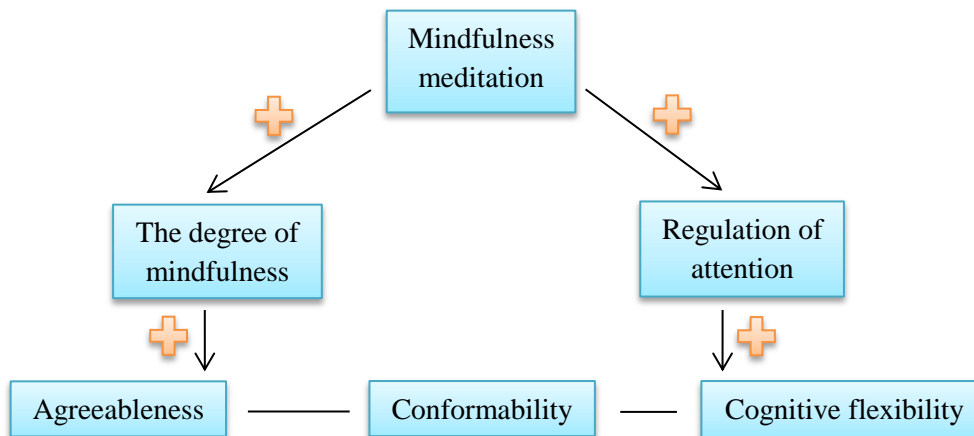 Mindfulness
meditation
The degree of
mindfulness
Regulation of
attention
Agreeableness
Conformability
Cognitive flexibility